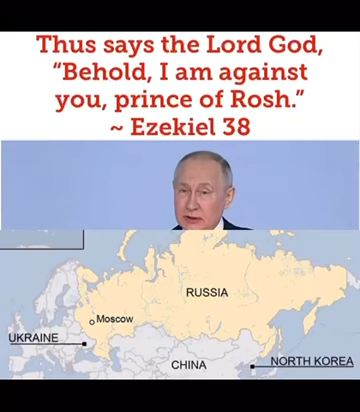 Thus says the Lord God,
“Behold, I am against
you, prince of Rosh.”
~ Ezekiel 38
RUSSIA
Moscow
UKRAINE
CHINA
NORTH KOREA